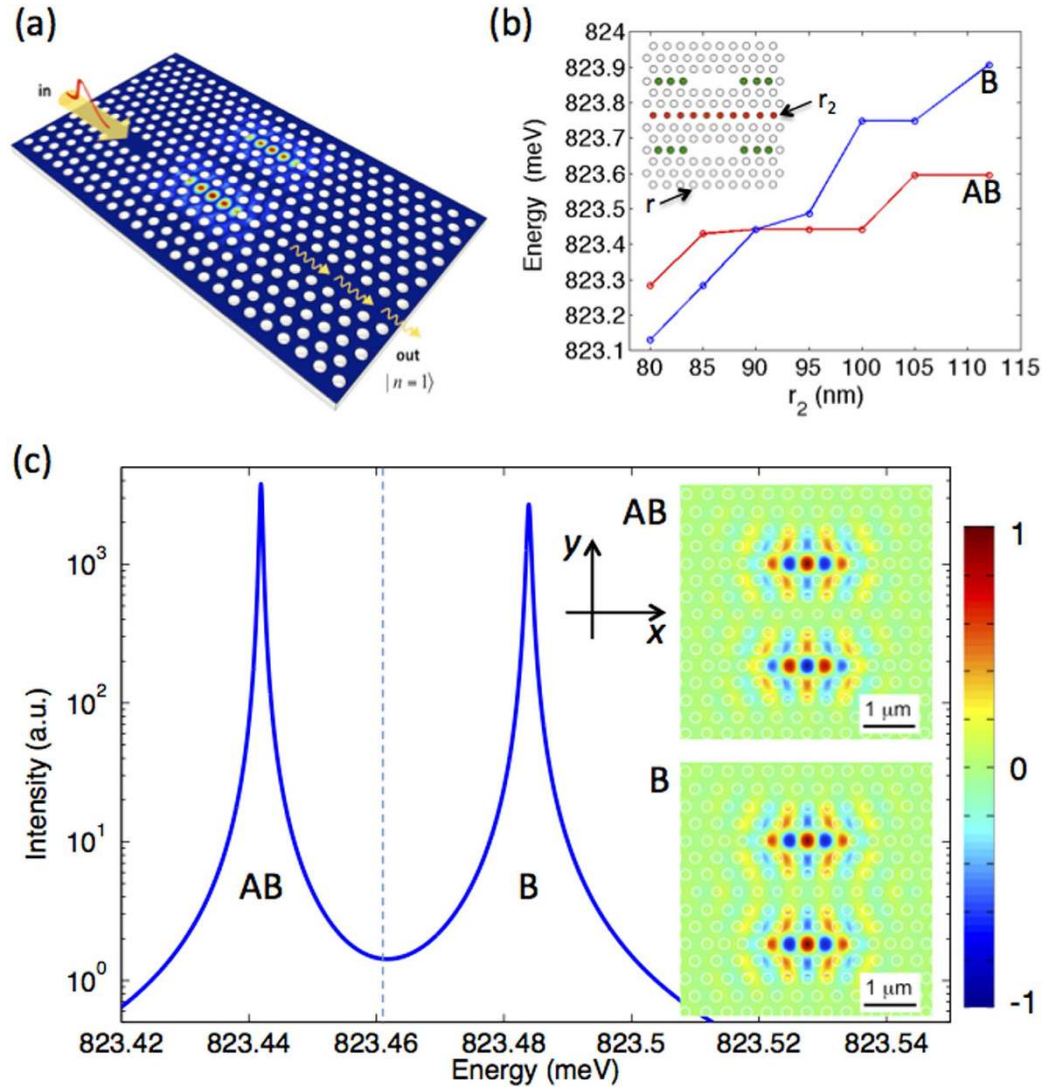 (a)
in
out
| n = 1⟩
(b)
824
823.9
823.8
823.7
823.6
823.5
823.4
823.3
823.2
823.1
Energy (meV)
r2
r
B
AB
80 85 90 95 100 105 110 115
r2 (nm)
(c)
Intensity (a.u.)
10^3
10^2
10^1
10^0
AB
B
y
x
AB
1 μm
B
1 μm
1
0
-1
823.42 823.44 823.46 823.48 823.5 823.52 823.54
Energy (meV)